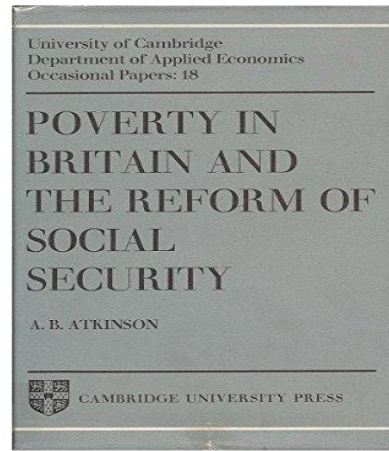 University of Cambridge
Department of Applied Economics
Occasional Papers: 18
POVERTY IN
BRITAIN AND
THE REFORM OF
SOCIAL
SECURITY
A. B. ATKINSON
CAMBRIDGE UNIVERSITY PRESS